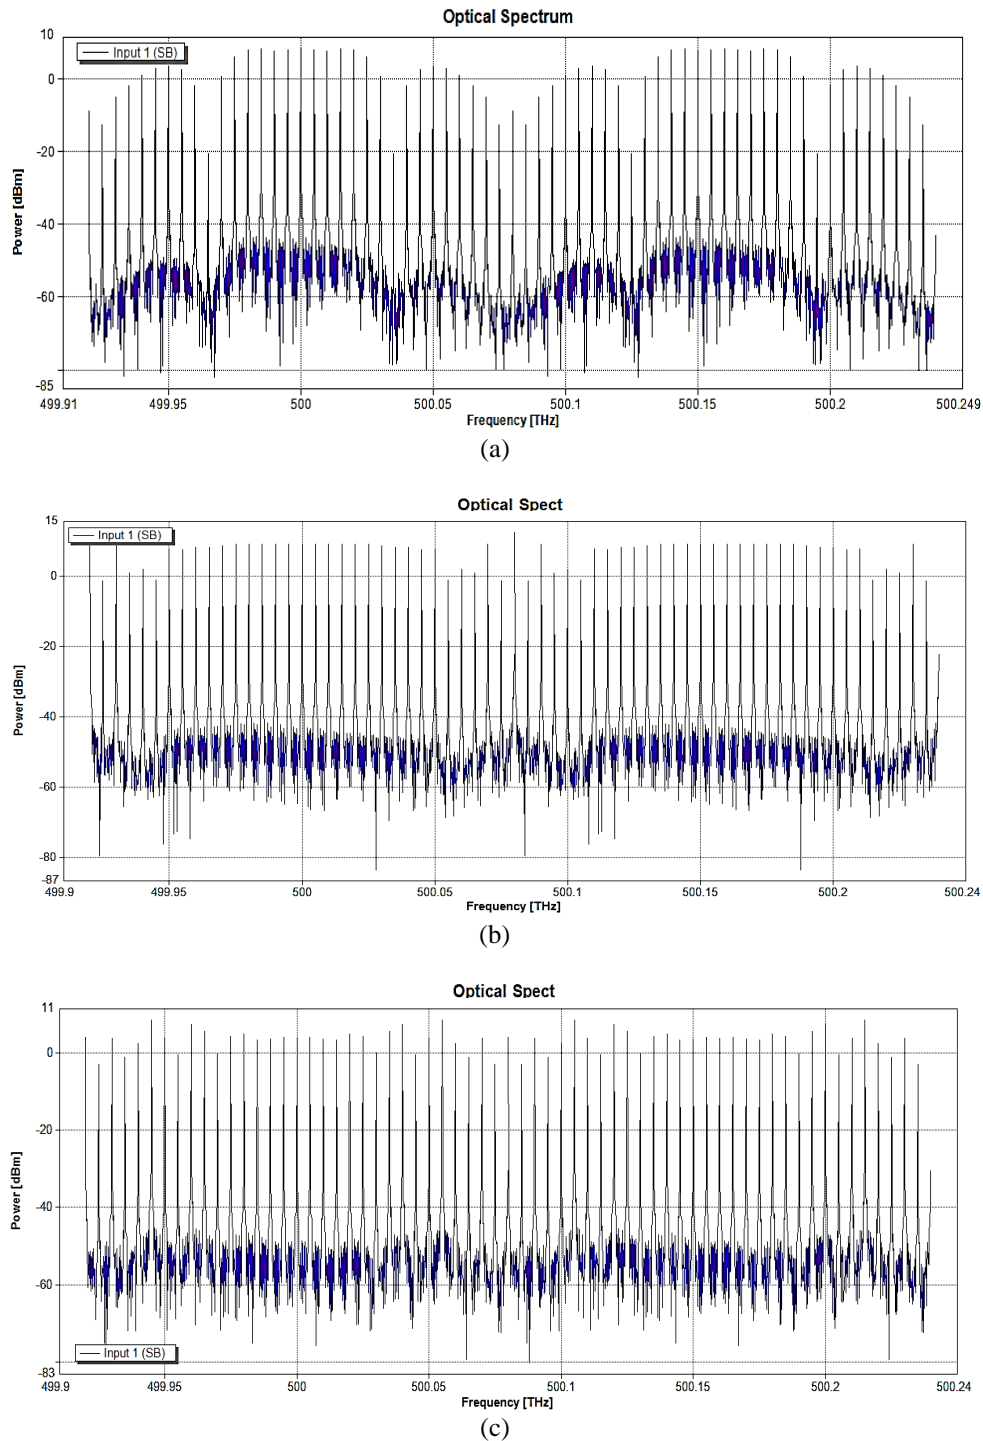 Optical Spectrum
10
Input 1 (SB)
0
-20
-40
-60
-85
Power [dBm]
499.91 499.95 500 500.05 500.1 500.15 500.2 500.249
Frequency [THz]
(a)
Optical Spect
15
Input 1 (SB)
0
-20
-40
-60
-80
-87
Power [dBm]
499.9 499.95 500 500.05 500.1 500.15 500.2 500.24
Frequency [THz]
(b)
Optical Spect
11
0
-20
-40
-60
Input 1 (SB)
-83
Power [dBm]
499.9 499.95 500 500.05 500.1 500.15 500.2 500.24
Frequency [THz]
(c)